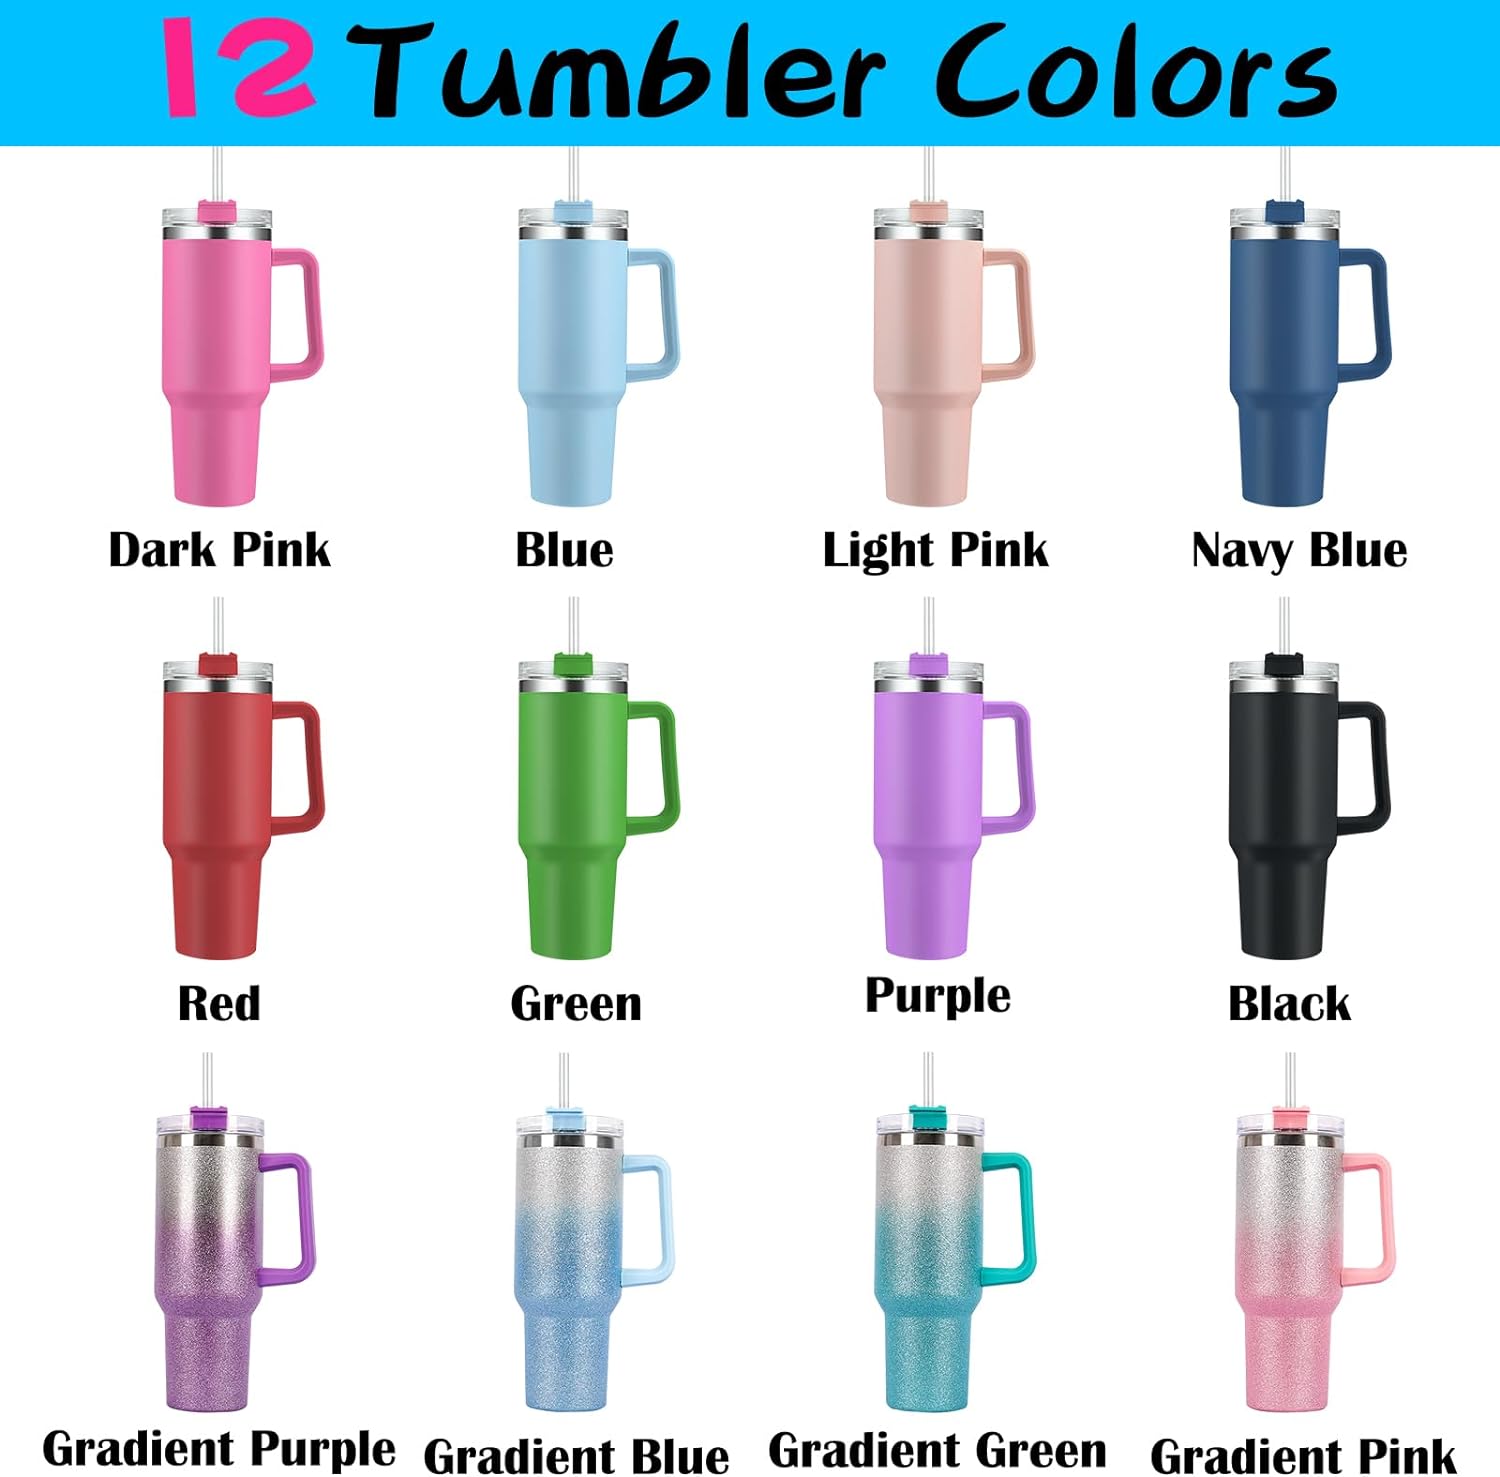 12 Tumbler Colors
Dark Pink
Blue
Light Pink
Navy Blue
Red
Green
Purple
Black
Gradient Purple
Gradient Blue
Gradient Green
Gradient Pink